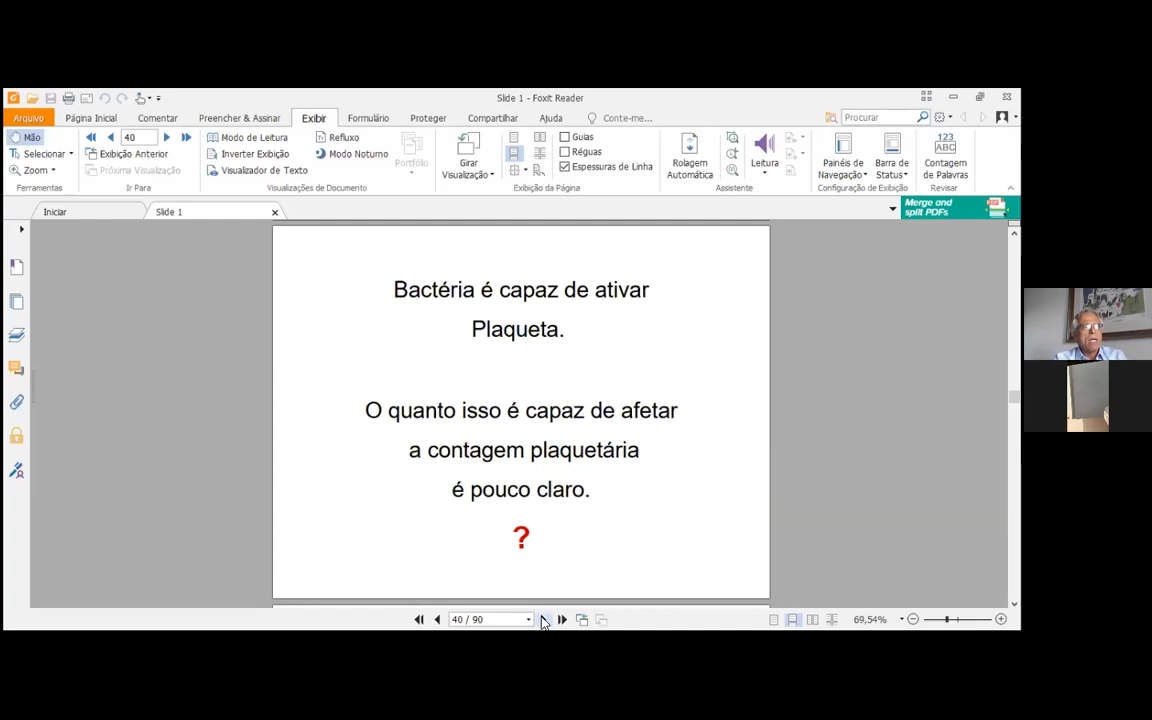 Slide 1 - Foxit Reader
Arquivo
Página Inicial
Comentar
Preencher & Assinar
Exibir
Formulário
Proteger
Compartilhar
Ajuda
Conte-me...
Procurar
Mão
Selecionar
Zoom
Ferramentas
40
Exibição Anterior
Próxima Visualização
Ir Para
Modo de Leitura
Inverter Exibição
Visualizador de Texto
Refluxo
Modo Noturno
Portfólio
Visualizações de Documento
Girar
Visualização
Guias
Réguas
Espessuras de Linha
Exibição da Página
Rolagem
Automática
Leitura
Assistente
Painéis de
Navegação
Barra de
Status
Configuração de Exibição
123
ABC
Contagem
de Palavras
Revisar
Iniciar
Slide 1
Merge and
split PDFs
Bactéria é capaz de ativar
Plaqueta.
O quanto isso é capaz de afetar
a contagem plaquetária
é pouco claro.
?
40 / 90
69,54%